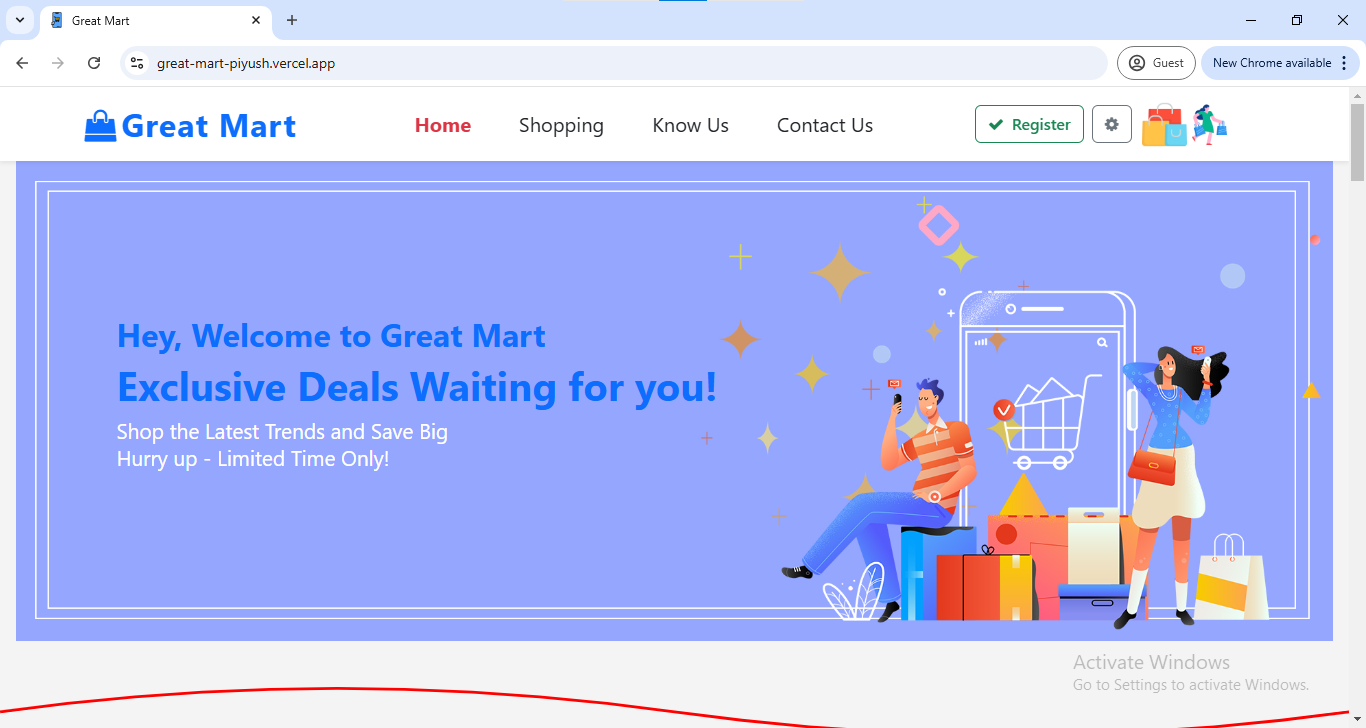 Great Mart
great-mart-piyush.vercel.app
Guest
New Chrome available
Great Mart
Home
Shopping
Know Us
Contact Us
Register
Hey, Welcome to Great Mart
Exclusive Deals Waiting for you!
Shop the Latest Trends and Save Big
Hurry up - Limited Time Only!
Activate Windows
Go to Settings to activate Windows.